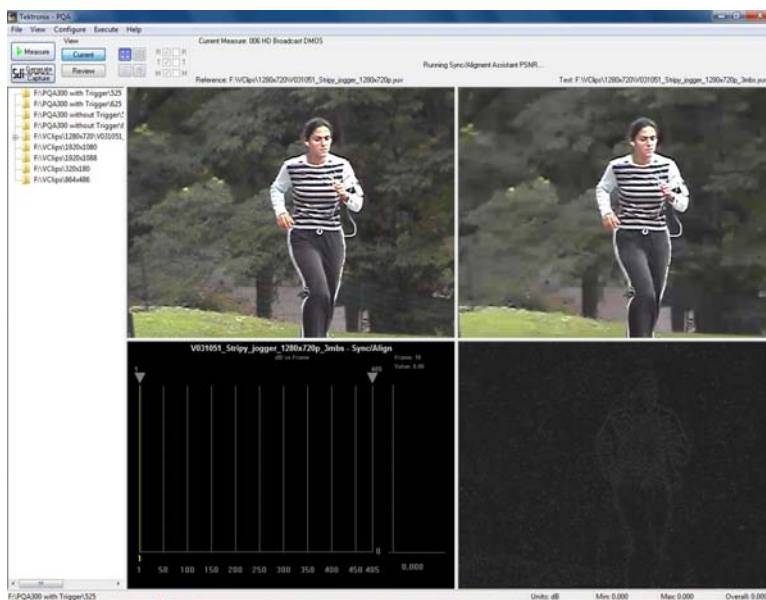 Tektronix - PQA
File View Configure Execute Help
View
Measure
Current
Review
Generate
Capture
R R
T T
M M
Current Measure: 006 HD Broadcast DMOS
Running Sync/Alignment Assistant PSNR...
Reference: F:\VClips\1280x720\V031051_Stripy_jogger_1280x720p.yuv
Test: F:\VClips\1280x720\V031051_Stripy_jogger_1280x720p_3mbs.yuv
F:\PQA300 with Trigger\525
F:\PQA300 with Trigger\625
F:\PQA300 without Trigger\
F:\PQA300 without Trigger\
F:\VClips\1280x720\V031051_
F:\VClips\1920x1080
F:\VClips\1920x1088
F:\VClips\320x180
F:\VClips\864x486
V031051_Stripy_jogger_1280x720p_3mbs - Sync/Align
dB vs Frame
Frame: 10
Value: 0.00
1 485
0
1
1 50 100 150 200 250 300 350 400 450 485 0.000
F:\PQA300 with Trigger\525
Units: dB Min: 0.000 Max: 0.000 Overall: 0.000